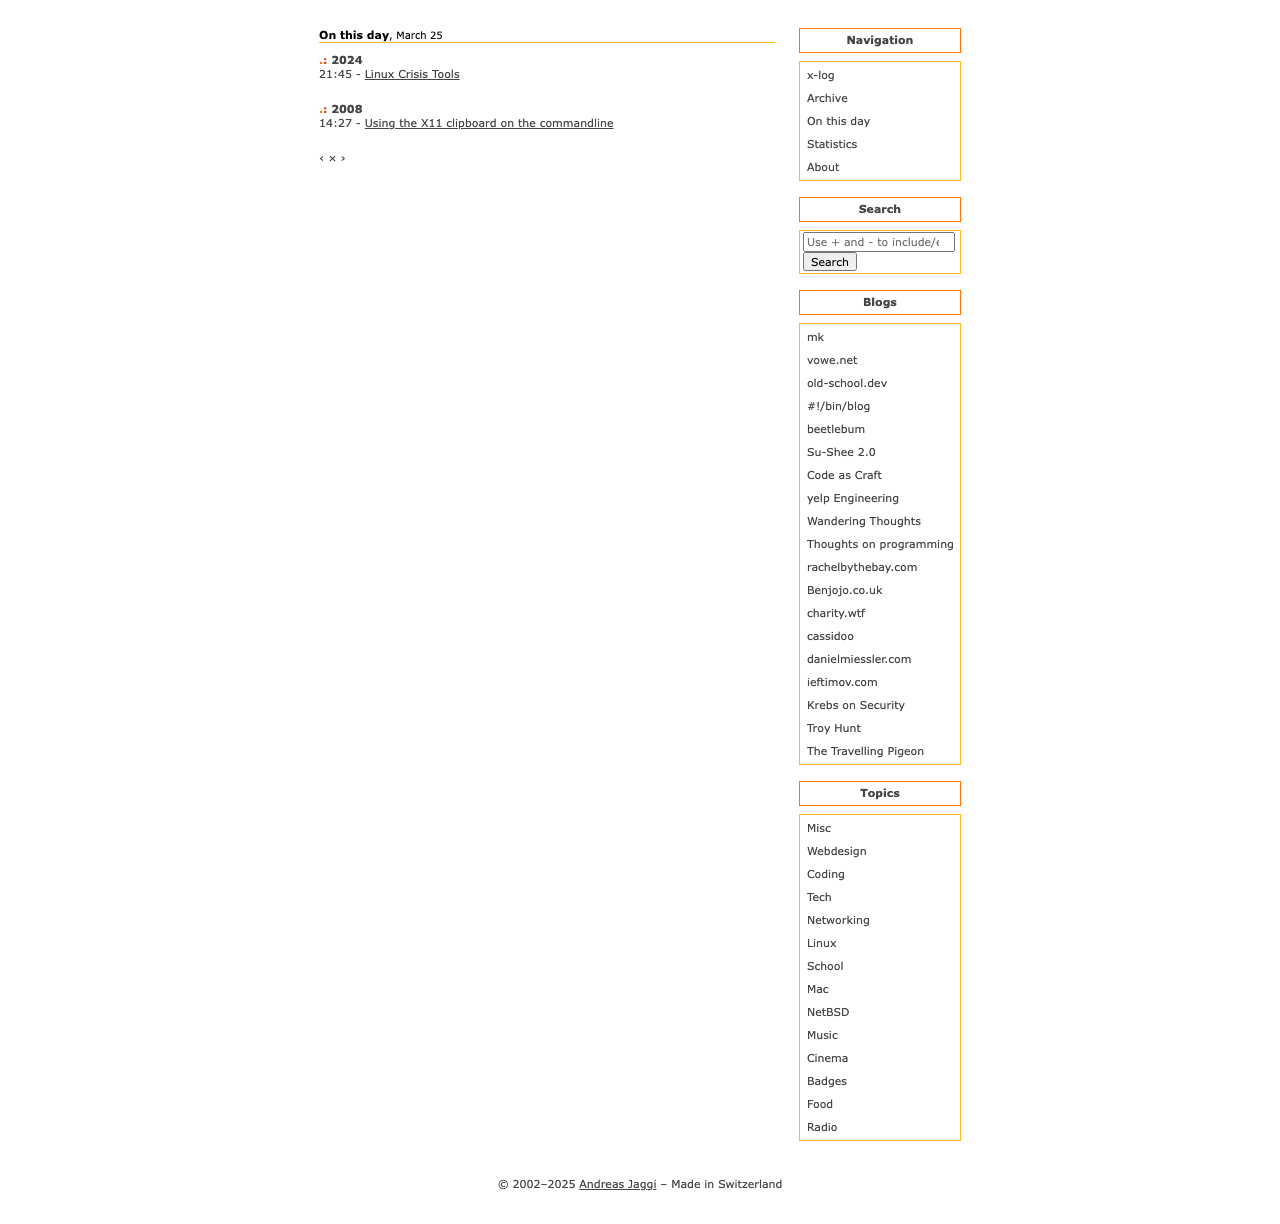 On this day, March 25
.: 2024
21:45 - Linux Crisis Tools
.: 2008
14:27 - Using the X11 clipboard on the commandline
‹ × ›
Navigation
x-log
Archive
On this day
Statistics
About
Search
Use + and - to include/e
Search
Blogs
mk
vowe.net
old-school.dev
#!/bin/blog
beetlebum
Su-Shee 2.0
Code as Craft
yelp Engineering
Wandering Thoughts
Thoughts on programming
rachelbythebay.com
Benjojo.co.uk
charity.wtf
cassidoo
danielmiessler.com
ieftimov.com
Krebs on Security
Troy Hunt
The Travelling Pigeon
Topics
Misc
Webdesign
Coding
Tech
Networking
Linux
School
Mac
NetBSD
Music
Cinema
Badges
Food
Radio
© 2002–2025 Andreas Jaggi – Made in Switzerland